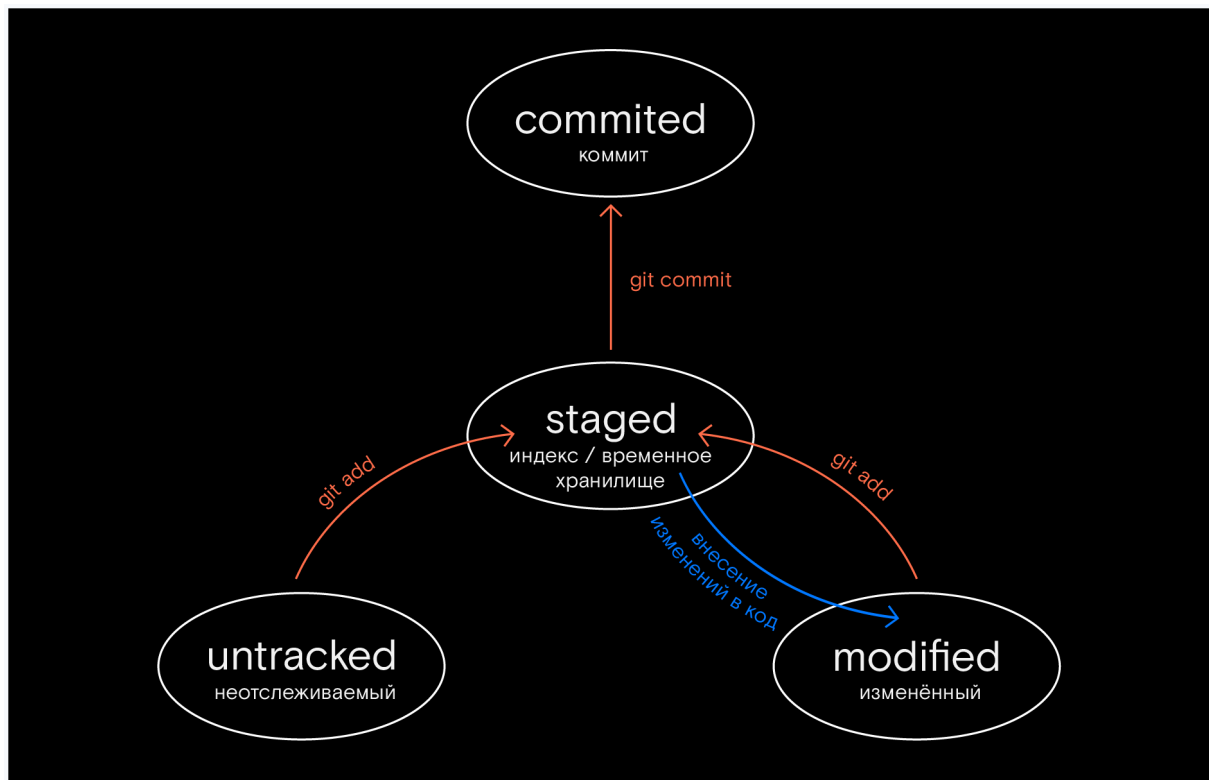 commited
коммит
git commit
staged
индекс / временное
хранилище
git add
git add
внесение
изменений в код
untracked
неотслеживаемый
modified
изменённый